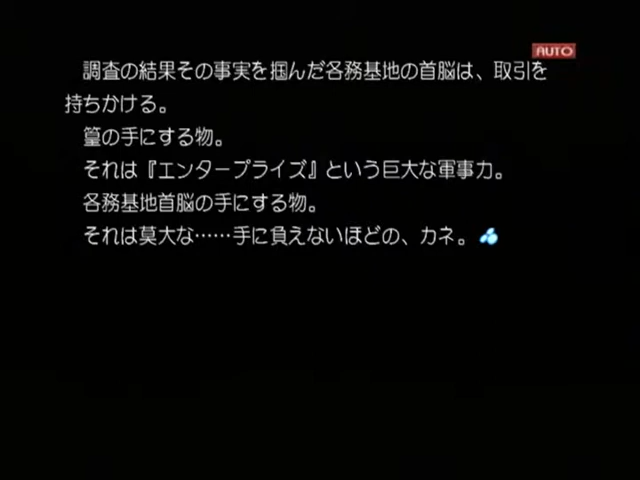 AUTO
調査の結果その事実を掴んだ各務基地の首脳は、取引を
持ちかける。
篁の手にする物。
それは『エンタープライズ』という巨大な軍事力。
各務基地首脳の手にする物。
それは莫大な……手に負えないほどの、カネ。